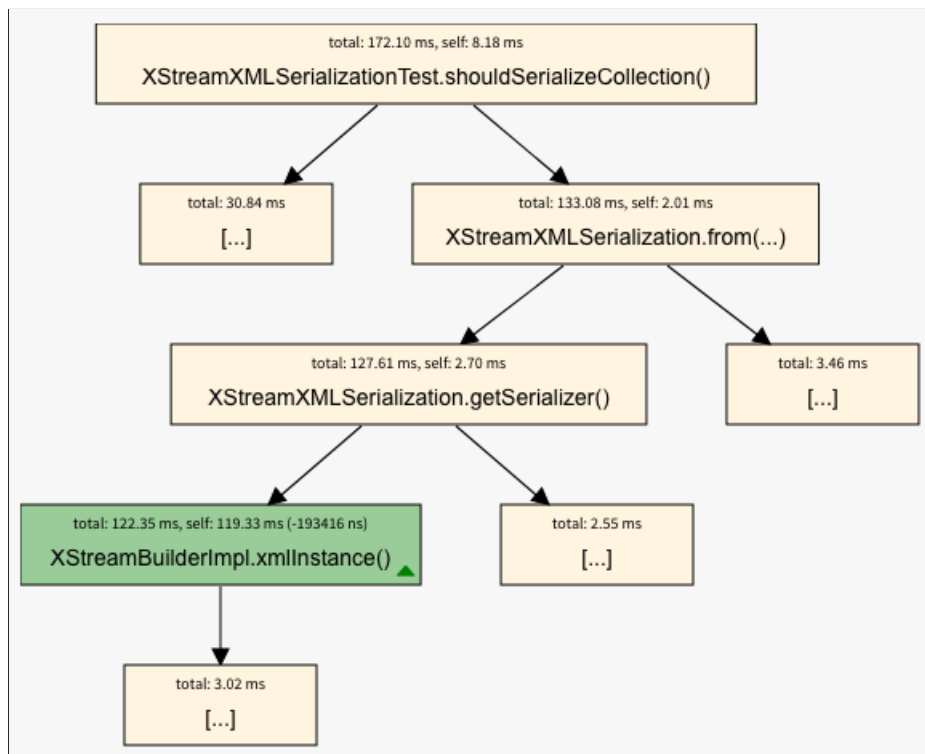 total: 172.10 ms, self: 8.18 ms
XStreamXMLSerializationTest.shouldSerializeCollection()
total: 30.84 ms
[...]
total: 133.08 ms, self: 2.01 ms
XStreamXMLSerialization.from(...)
total: 127.61 ms, self: 2.70 ms
XStreamXMLSerialization.getSerializer()
total: 3.46 ms
[...]
total: 122.35 ms, self: 119.33 ms (-193416 ns)
XStreamBuilderImpl.xmlInstance()
total: 2.55 ms
[...]
total: 3.02 ms
[...]